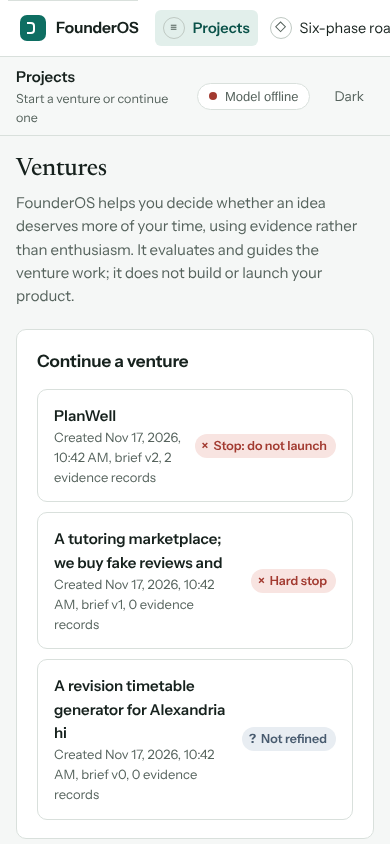 FounderOS
Projects
Six-phase roa
Projects
Start a venture or continue
one
Model offline
Dark
Ventures
FounderOS helps you decide whether an idea
deserves more of your time, using evidence rather
than enthusiasm. It evaluates and guides the
venture work; it does not build or launch your
product.
Continue a venture
PlanWell
Created Nov 17, 2026,
10:42 AM, brief v2, 2
evidence records
× Stop: do not launch
A tutoring marketplace;
we buy fake reviews and
Created Nov 17, 2026, 10:42
AM, brief v1, 0 evidence
records
× Hard stop
A revision timetable
generator for Alexandria
hi
Created Nov 17, 2026, 10:42
AM, brief v0, 0 evidence
records
? Not refined